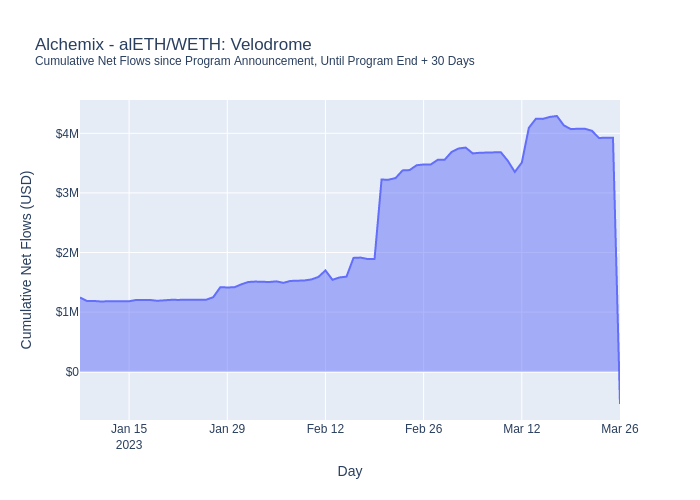 Alchemix - alETH/WETH: Velodrome
Cumulative Net Flows since Program Announcement, Until Program End + 30 Days
Cumulative Net Flows (USD)
$4M
$3M
$2M
$1M
$0
Jan 15
2023
Jan 29
Feb 12
Feb 26
Mar 12
Mar 26
Day